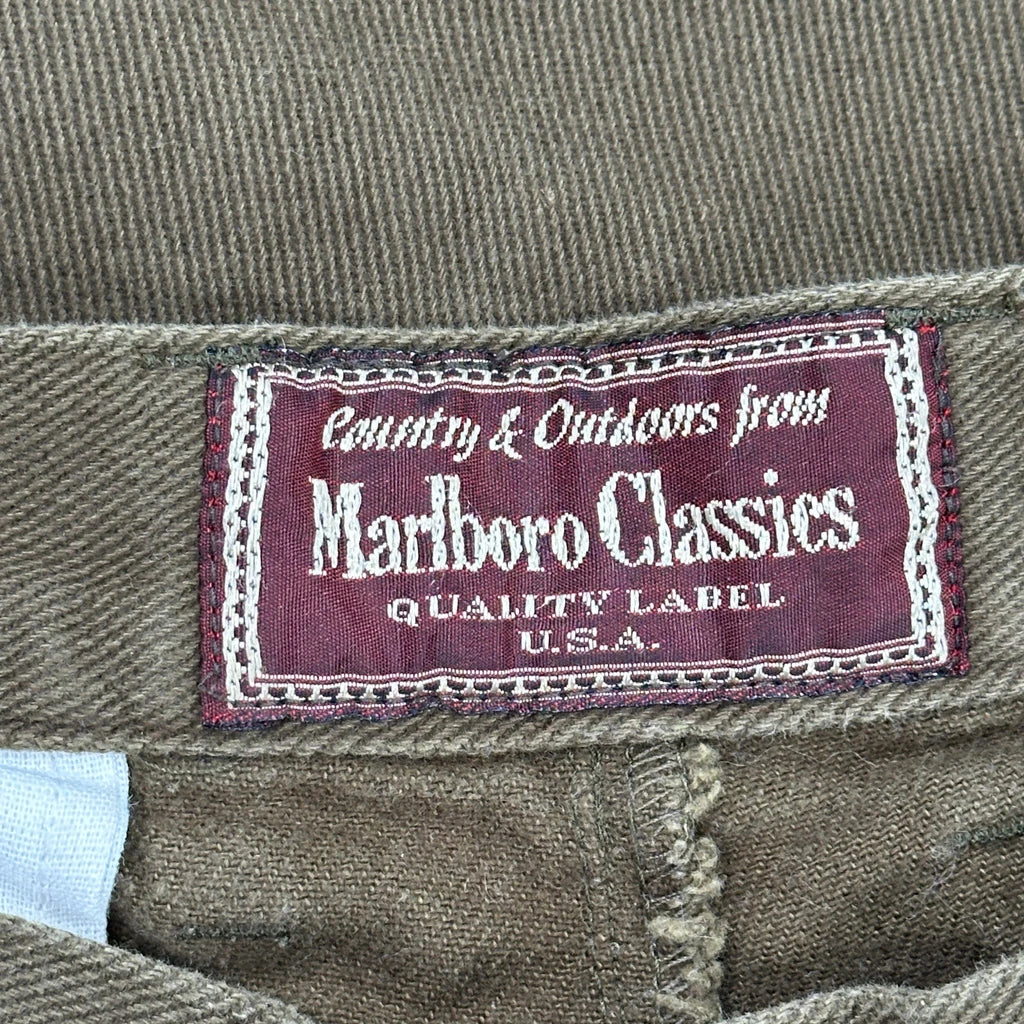 Country & Outdoors from
Marlboro Classics
QUALITY LABEL
U.S.A.